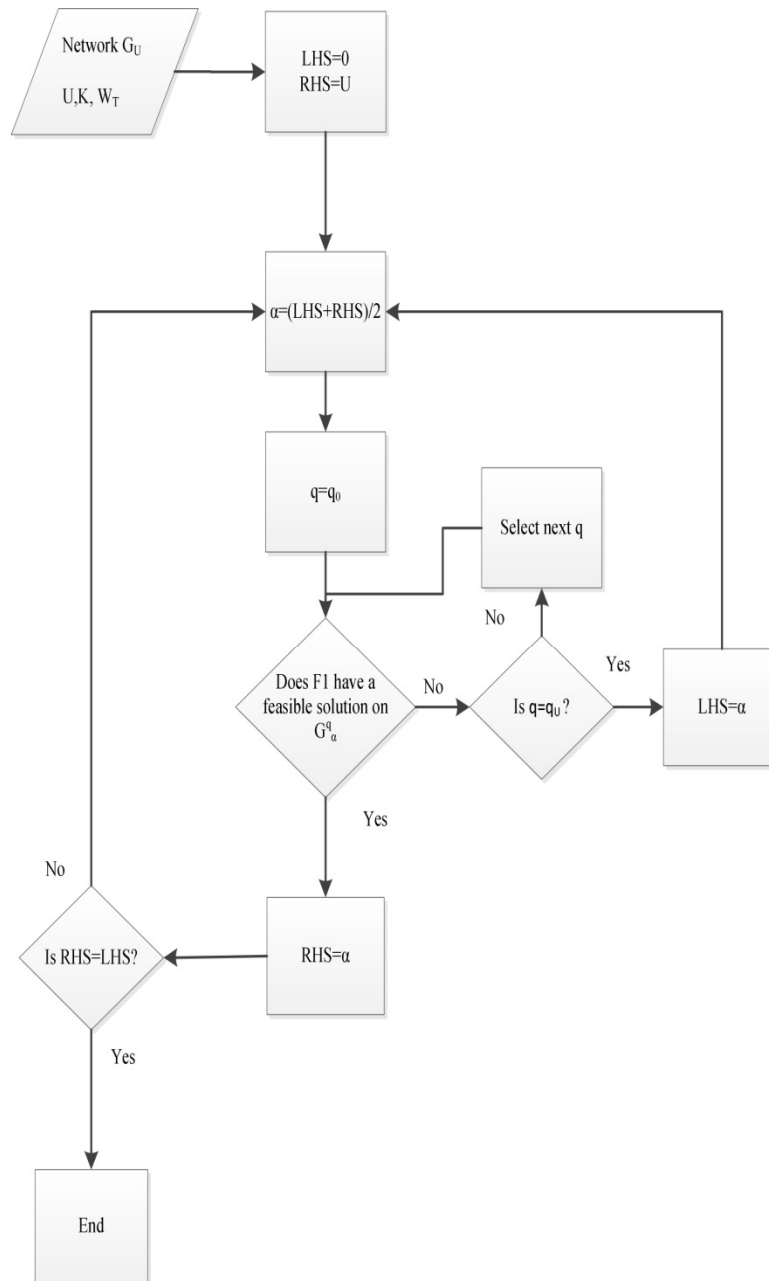 Network G_U
U,K, W_T
LHS=0
RHS=U
α=(LHS+RHS)/2
q=q_0
Select next q
No
Does F1 have a
feasible solution on
G^q_α
No
Is q=q_U?
Yes
LHS=α
Yes
No
Is RHS=LHS?
RHS=α
Yes
End